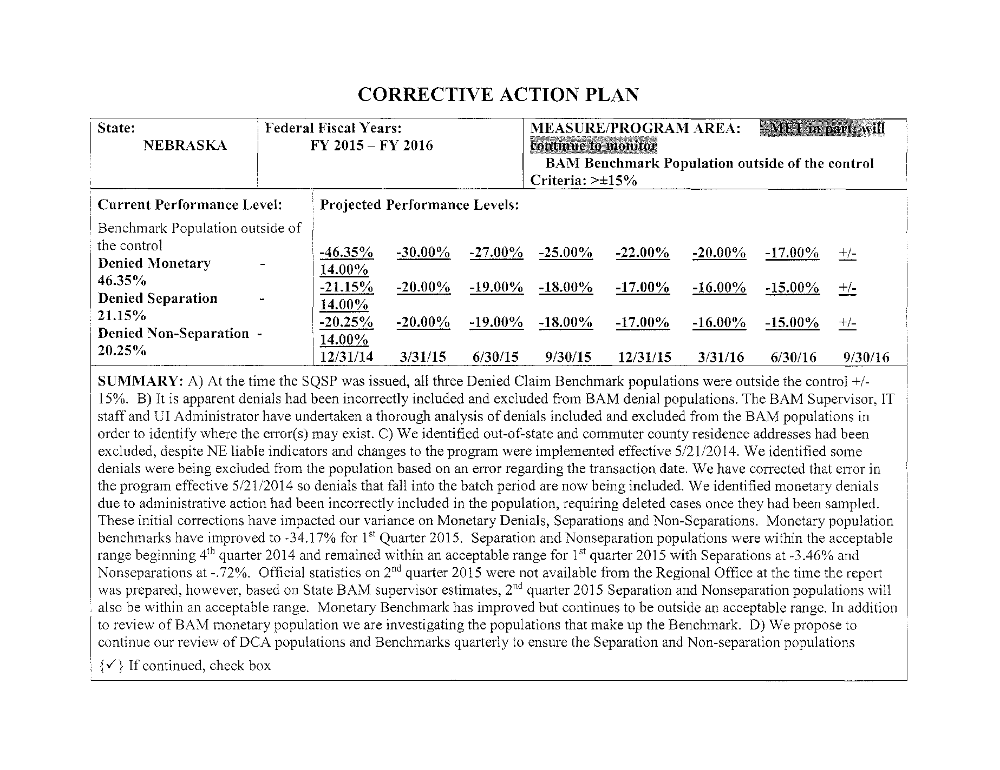 CORRECTIVE ACTION PLAN
State:
NEBRASKA
Federal Fiscal Years:
FY 2015 – FY 2016
MEASURE/PROGRAM AREA: --MET in part; will
continue to monitor
BAM Benchmark Population outside of the control
Criteria: >±15%
Current Performance Level:
Benchmark Population outside of
the control
Denied Monetary -
46.35%
Denied Separation -
21.15%
Denied Non-Separation -
20.25%
Projected Performance Levels:
-46.35% -30.00% -27.00% -25.00% -22.00% -20.00% -17.00% +/-
14.00%
-21.15% -20.00% -19.00% -18.00% -17.00% -16.00% -15.00% +/-
14.00%
-20.25% -20.00% -19.00% -18.00% -17.00% -16.00% -15.00% +/-
14.00%
12/31/14 3/31/15 6/30/15 9/30/15 12/31/15 3/31/16 6/30/16 9/30/16
SUMMARY: A) At the time the SQSP was issued, all three Denied Claim Benchmark populations were outside the control +/-
15%. B) It is apparent denials had been incorrectly included and excluded from BAM denial populations. The BAM Supervisor, IT
staff and UI Administrator have undertaken a thorough analysis of denials included and excluded from the BAM populations in
order to identify where the error(s) may exist. C) We identified out-of-state and commuter county residence addresses had been
excluded, despite NE liable indicators and changes to the program were implemented effective 5/21/2014. We identified some
denials were being excluded from the population based on an error regarding the transaction date. We have corrected that error in
the program effective 5/21/2014 so denials that fall into the batch period are now being included. We identified monetary denials
due to administrative action had been incorrectly included in the population, requiring deleted cases once they had been sampled.
These initial corrections have impacted our variance on Monetary Denials, Separations and Non-Separations. Monetary population
benchmarks have improved to -34.17% for 1st Quarter 2015. Separation and Nonseparation populations were within the acceptable
range beginning 4th quarter 2014 and remained within an acceptable range for 1st quarter 2015 with Separations at -3.46% and
Nonseparations at -.72%. Official statistics on 2nd quarter 2015 were not available from the Regional Office at the time the report
was prepared, however, based on State BAM supervisor estimates, 2nd quarter 2015 Separation and Nonseparation populations will
also be within an acceptable range. Monetary Benchmark has improved but continues to be outside an acceptable range. In addition
to review of BAM monetary population we are investigating the populations that make up the Benchmark. D) We propose to
continue our review of DCA populations and Benchmarks quarterly to ensure the Separation and Non-separation populations
{✓} If continued, check box